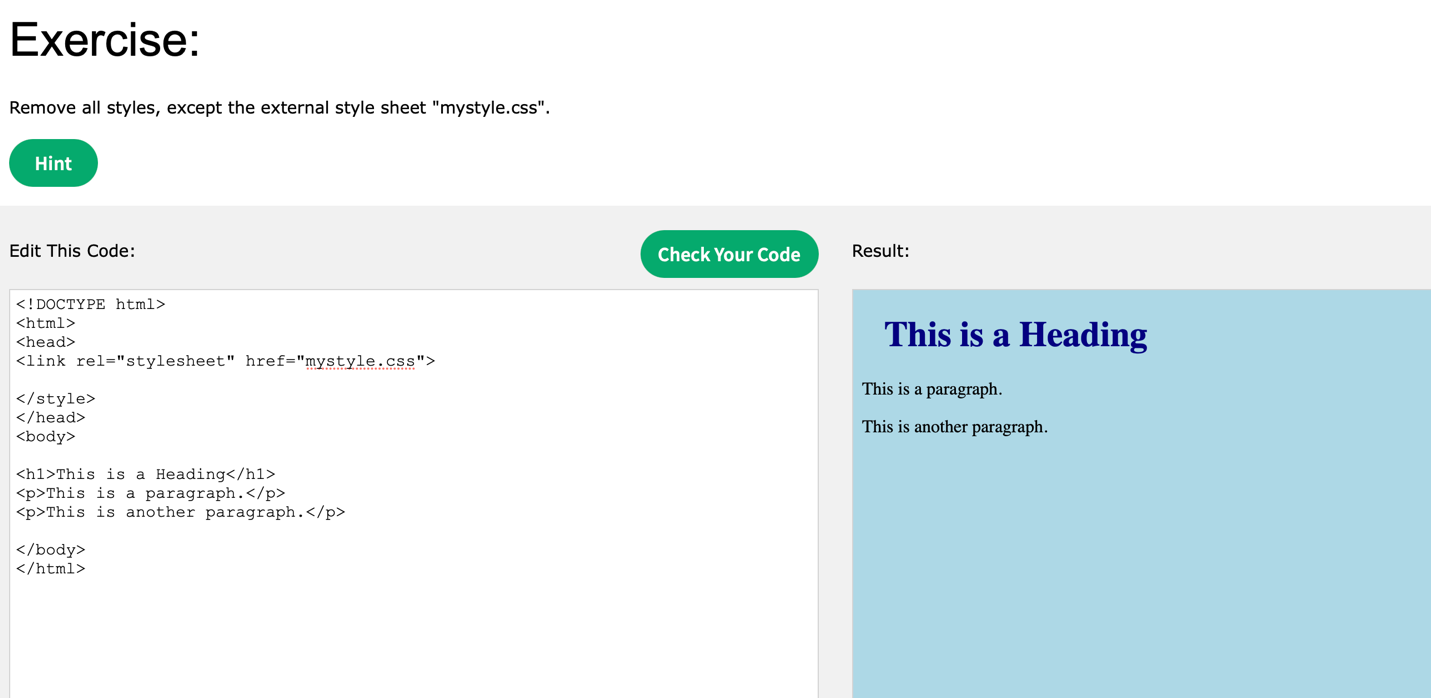 Exercise:
Remove all styles, except the external style sheet "mystyle.css".
Hint
Edit This Code:
Check Your Code
Result:
<!DOCTYPE html>
<html>
<head>
<link rel="stylesheet" href="mystyle.css">
</style>
</head>
<body>
<h1>This is a Heading</h1>
<p>This is a paragraph.</p>
<p>This is another paragraph.</p>
</body>
</html>
This is a Heading
This is a paragraph.
This is another paragraph.